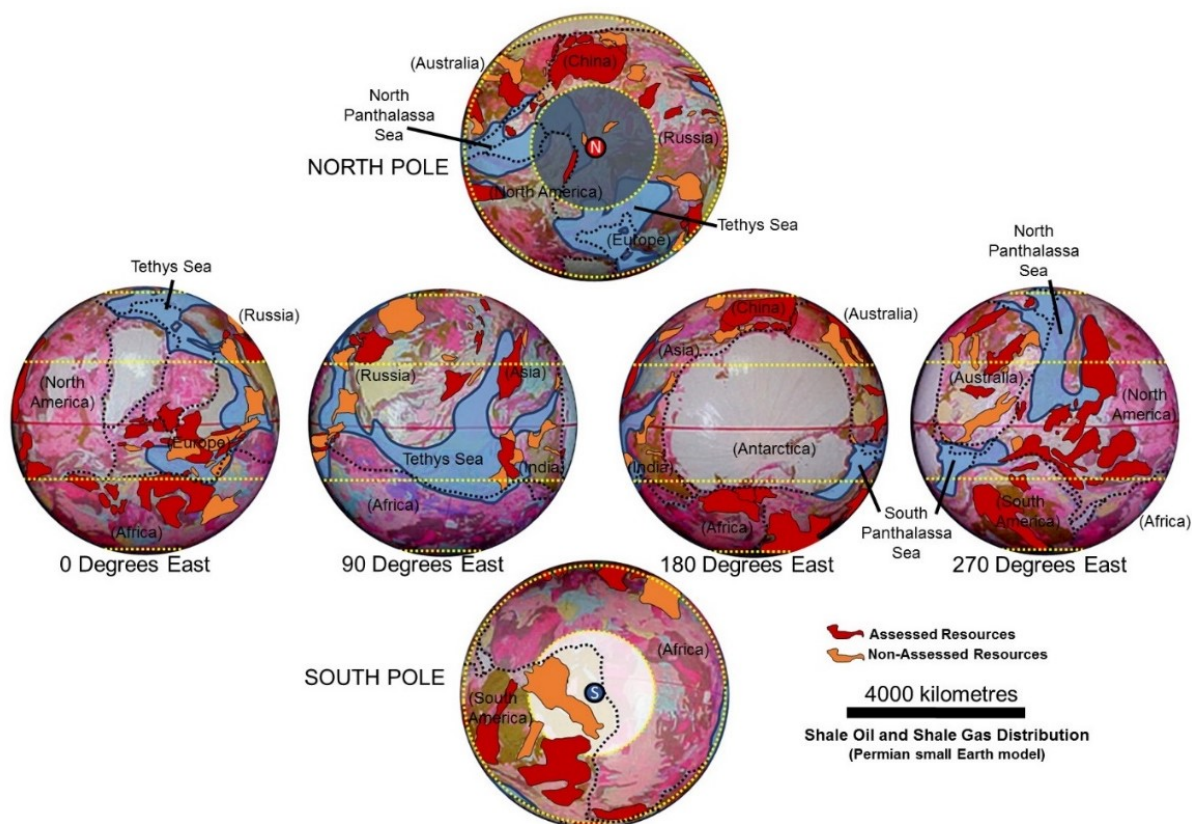 (Australia)
(China)
North
Panthalassa
Sea
(Russia)
N
NORTH POLE
(North America)
Tethys Sea
(Europe)
Tethys Sea
(Russia)
(North
America)
(Europe)
(Africa)
0 Degrees East
(Russia)
(Asia)
Tethys Sea
(India)
(Africa)
90 Degrees East
(China)
(Australia)
(Asia)
(Antarctica)
(India)
(Africa)
180 Degrees East
South
Panthalassa
Sea
North
Panthalassa
Sea
(Australia)
(North
America)
(South
America)
(Africa)
270 Degrees East
SOUTH POLE
(Africa)
S
(South
America)
Assessed Resources
Non-Assessed Resources
4000 kilometres
Shale Oil and Shale Gas Distribution
(Permian small Earth model)